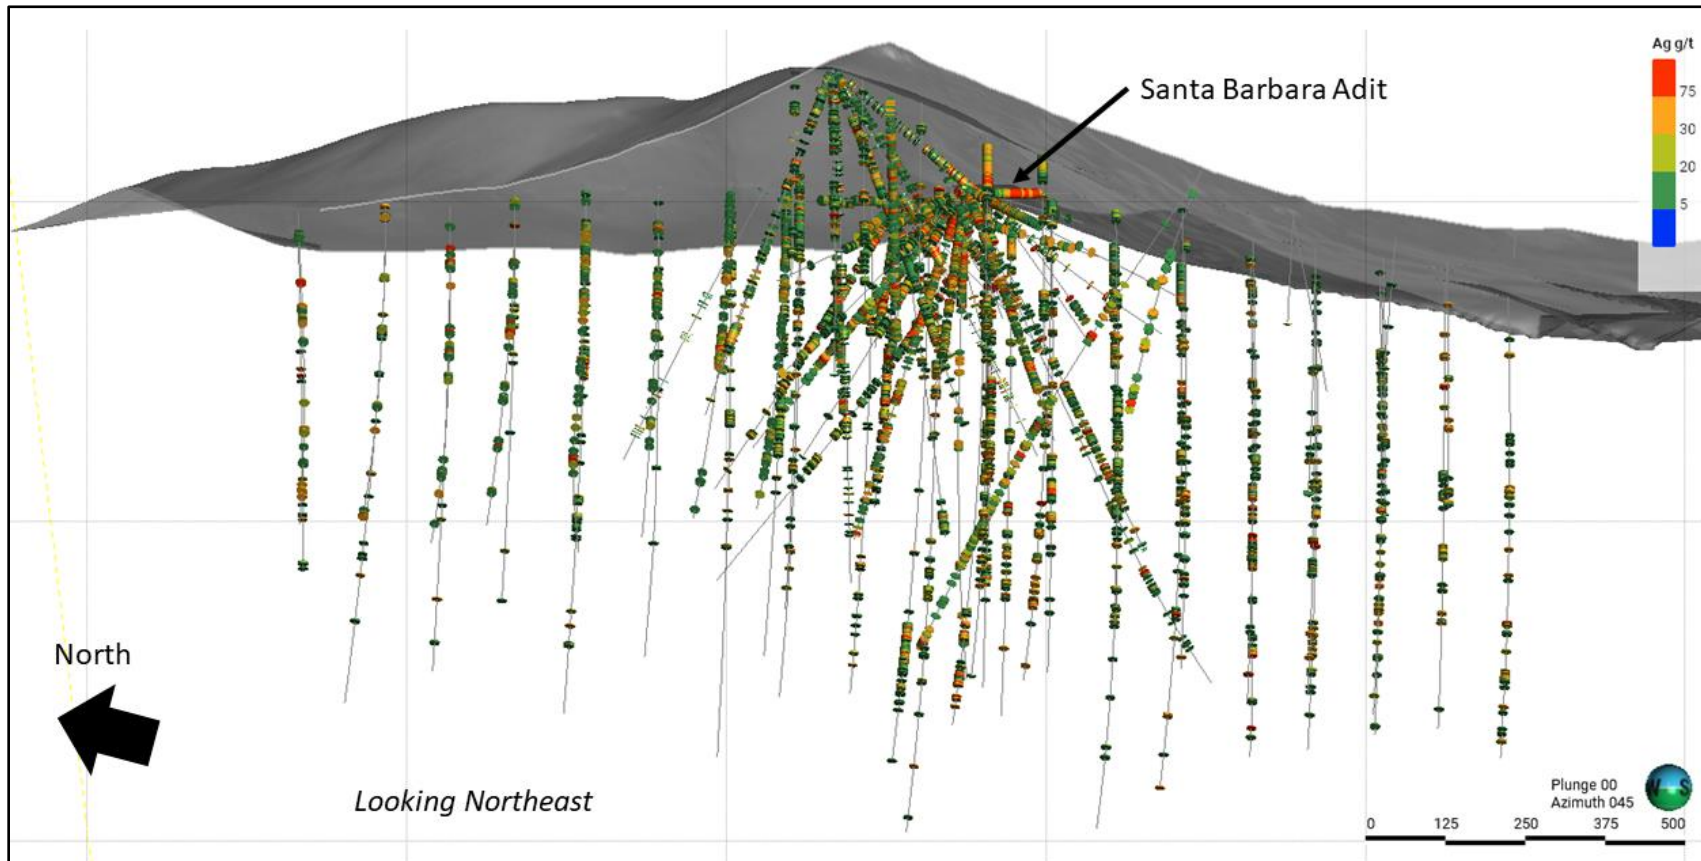 Ag g/t
75
30
20
5
Santa Barbara Adit
North
Looking Northeast
Plunge 00
Azimuth 045
N S
0 125 250 375 500